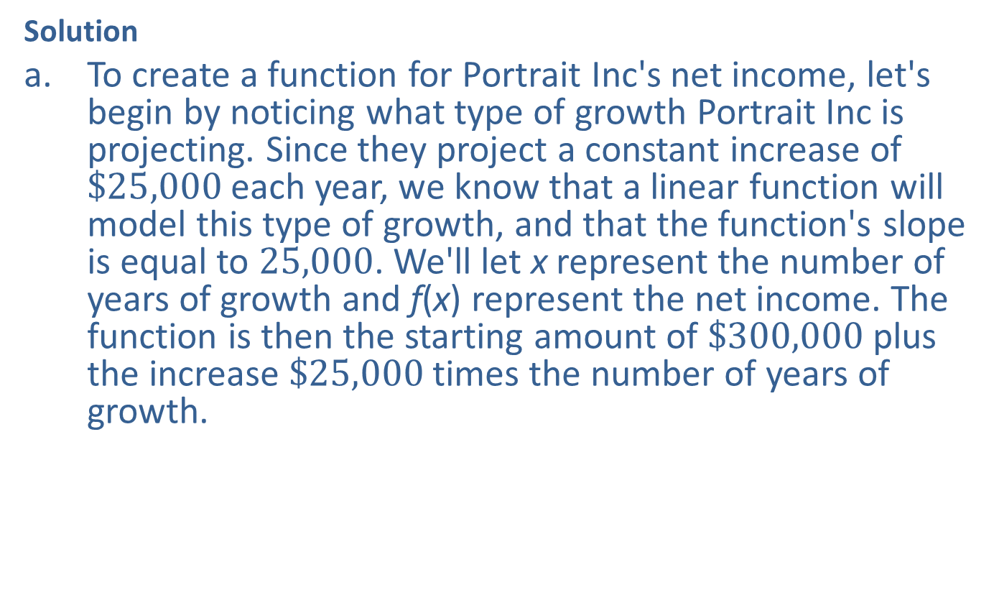 Solution
a. To create a function for Portrait Inc's net income, let's
begin by noticing what type of growth Portrait Inc is
projecting. Since they project a constant increase of
$25,000 each year, we know that a linear function will
model this type of growth, and that the function's slope
is equal to 25,000. We'll let x represent the number of
years of growth and f(x) represent the net income. The
function is then the starting amount of $300,000 plus
the increase $25,000 times the number of years of
growth.